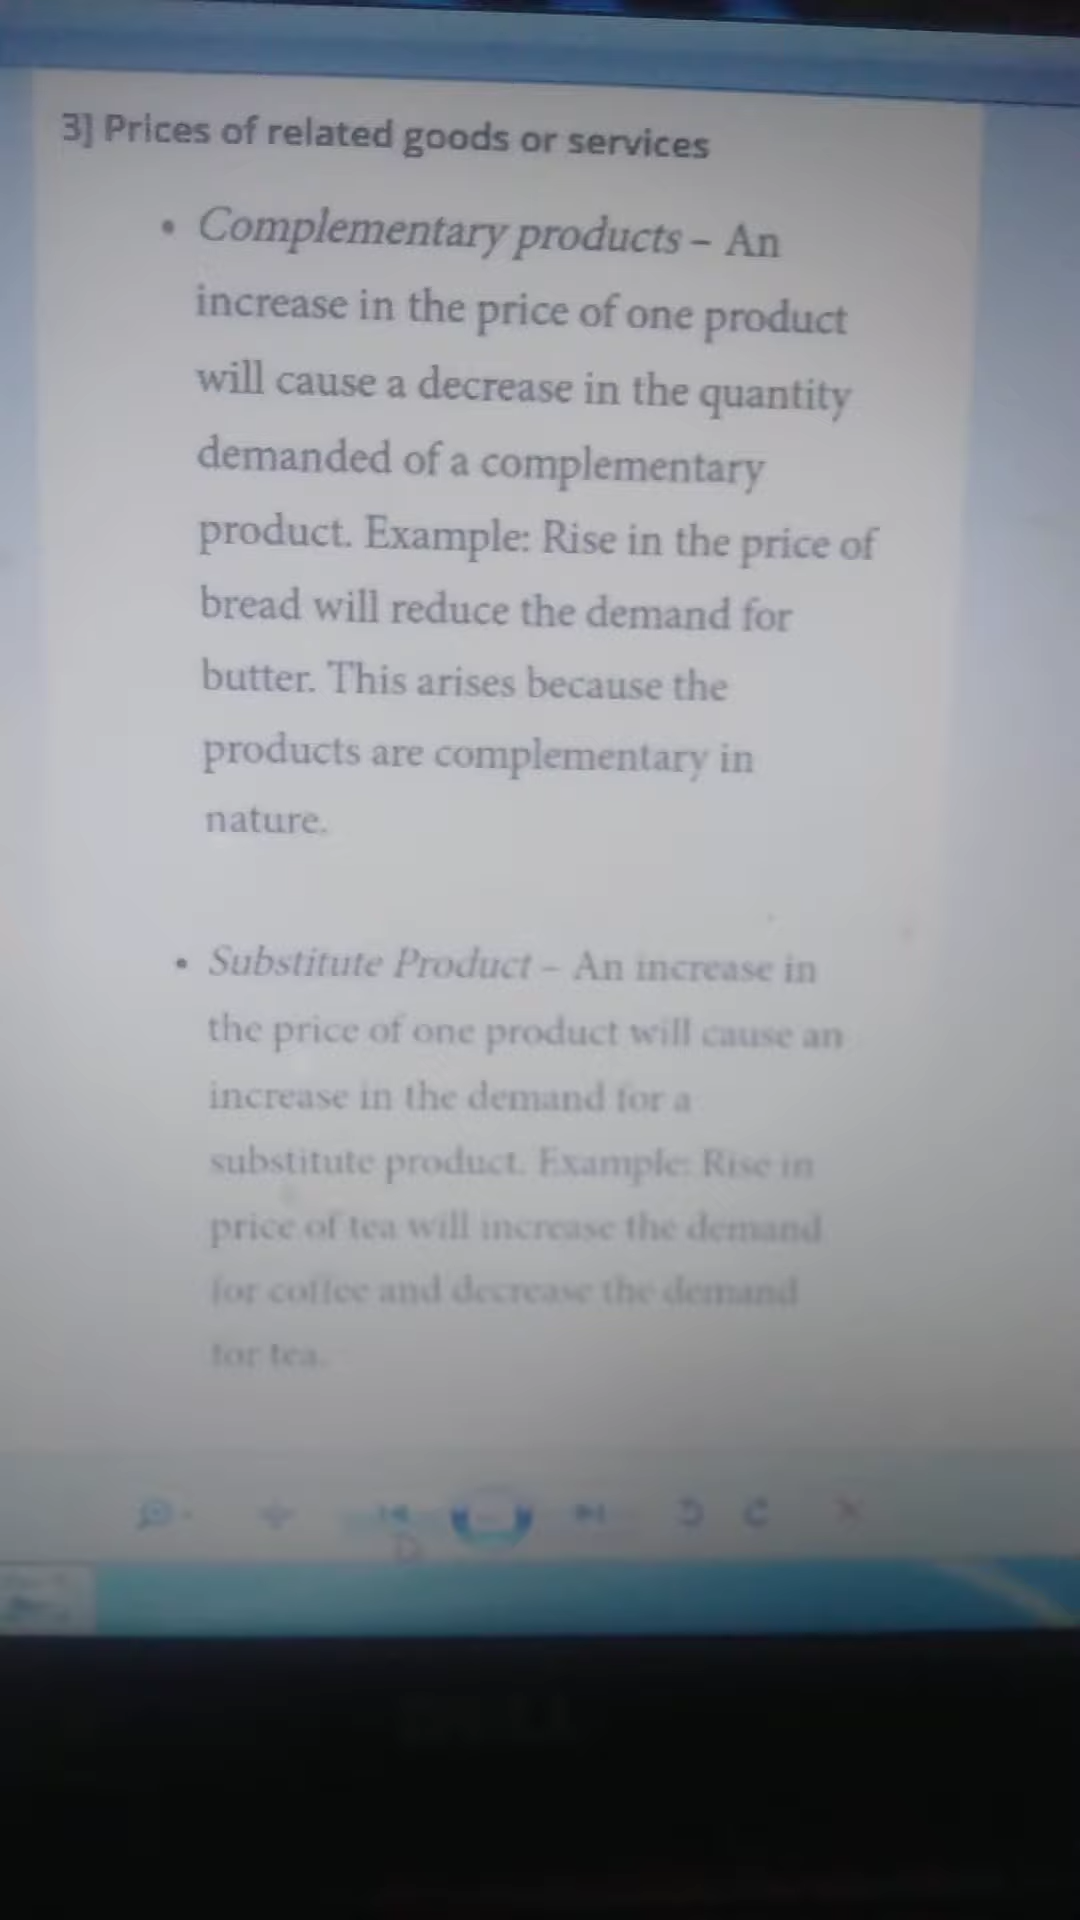 3] Prices of related goods or services
• Complementary products – An
increase in the price of one product
will cause a decrease in the quantity
demanded of a complementary
product. Example: Rise in the price of
bread will reduce the demand for
butter. This arises because the
products are complementary in
nature.
• Substitute Product – An increase in
the price of one product will cause an
increase in the demand for a
substitute product. Example: Rise in
price of tea will increase the demand
for coffee and decrease the demand
for tea.